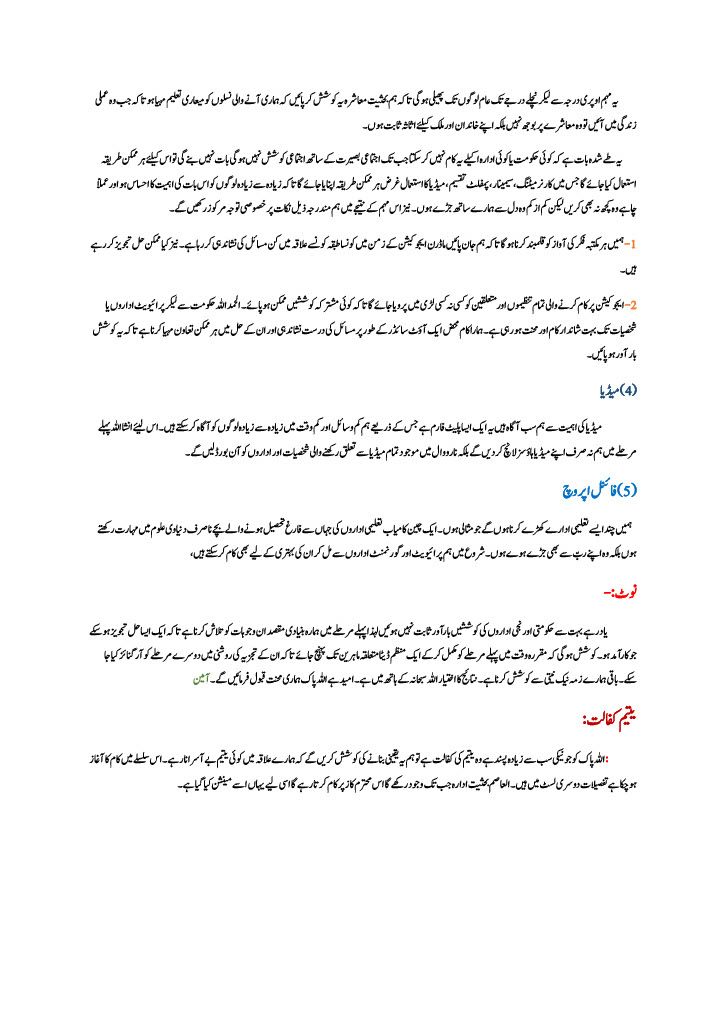 یہ مہم اوپری درجہ سے لیکر نچلے درجے تک عام لوگوں تک پھیلی ہوگی تاکہ ہم بحثیت معاشرہ یہ کوشش کر پائیں کہ ہماری آنے والی نسلوں کو میعاری تعلیم مہیا ہو تاکہ جب وہ عملی
زندگی میں آئیں تو وہ معاشرے پر بوجھ نہیں بلکہ اپنے خاندان اور ملک کیلئے اثاثہ ثابت ہوں۔
یہ طے شدہ بات ہے کہ کوئی حکومت یا کوئی ادارہ اکیلے یہ کام نہیں کر سکتا جب تک اجتماعی بصیرت کے ساتھ اجتماعی کوشش نہیں ہوگی بات نہیں بنے گی تو اس کیلئے ہر ممکن طریقہ
استعمال کیا جائے گا جس میں کارنر میٹنگ، سیمینار، پمفلٹ تقسیم، میڈیا کا استعمال غرض ہر ممکن طریقہ اپنایا جائے گا تاکہ زیادہ سے زیادہ لوگوں کو اس بات کی اہمیت کا احساس ہو اور عملاً
چاہے وہ کچھ نہ بھی کریں لیکن کم از کم وہ دل سے ہمارے ساتھ جڑے ہوں۔ نیز اس مہم کے نتیجے میں ہم مندرجہ ذیل نکات پر خصوصی توجہ مرکوز رکھیں گے۔
1-ہمیں ہر مکتبہ فکر کی آواز کو قلمبند کرنا ہوگا تاکہ ہم جان پائیں ماڈرن ایجوکیشن کے زمن میں کونسا طبقہ کونسے علاقہ میں کن مسائل کی نشاندہی کر رہا ہے۔ نیز کیا ممکن حل تجویز کر رہے
ہیں۔
2-ایجوکیشن پر کام کرنے والی تمام تنظیموں اور متعلقین کو کسی نہ کسی لڑی میں پرویا جائے گا تاکہ کوئی مشترکہ کوششیں ممکن ہو پائے۔ الحمد اللہ حکومت سے لیکر پرائیویٹ اداروں یا
شخصیات تک بہت شاندار کام اور محنت ہو رہی ہے۔ ہمارا کام محض ایک آؤٹ سائڈر کے طور پر مسائل کی درست نشاندہی اور ان کے حل میں ہر ممکن تعاون مہیا کرنا ہے تاکہ یہ کوشش
بار آور ہو پائیں۔
(4) میڈیا
میڈیا کی اہمیت سے ہم سب آگاہ ہیں یہ ایک ایسا پلیٹ فارم ہے جس کے ذریعے ہم کم وسائل اور کم وقت میں زیادہ سے زیادہ لوگوں کو آگاہ کر سکتے ہیں۔ اس لیئے انشااللہ پہلے
مرحلے میں ہم نہ صرف اپنے میڈیا ہاؤسز لانچ کر دیں گے بلکہ نارووال میں موجود تمام میڈیا سے تعلق رکھنے والی شخصیات اور اداروں کو آن بورڈ لیں گے۔
(5) فائنل اپروچ
ہمیں چند ایسے تعلیمی ادارے کھڑے کرنا ہوں گے جو مثالی ہوں۔ ایک چین کامیاب تعلیمی اداروں کی جہاں سے فارغ تحصیل ہونے والے بچے نا صرف دنیاوی علوم میں مہارت رکھتے
ہوں بلکہ وہ اپنے رب سے بھی جڑے ہوے ہوں۔ شروع میں ہم پرائیویٹ اور گورنمنٹ اداروں سے مل کر ان کی بہتری کے لیے بھی کام کر سکتے ہیں،
نوٹ:-
یاد رہے بہت سے حکومتی اور نجی اداروں کی کوششیں بار آور ثابت نہیں ہوئیں لہذا پہلے مرحلے میں ہمارہ بنیادی مقصد ان وجوہات کو تلاش کرنا ہے تاکہ ایک ایسا حل تجویز ہو سکے
جو کارآمد ہو۔ کوشش ہو گی کہ مقررہ وقت میں پہلے مرحلے کو مکمل کر کے ایک منظم ڈیٹا متعلقہ ماہرین تک پہنچ جائے تاکہ ان کے تجزیہ کی روشنی میں دوسرے مرحلے کو آرگنائز کیا جا
سکے۔ باقی ہمارے زمہ نیک نیتی سے کوشش کرنا ہے۔ نتائج کا اختیار اللہ سبحانہ کے ہاتھ میں ہے۔ امید ہے اللہ پاک ہماری محنت قبول فرمائیں گے۔ آمین
یتیم کفالت:
:اللہ پاک کو جو نیکی سب سے زیادہ پسند ہے وہ یتیم کی کفالت ہے تو ہم یہ یقینی بنانے کی کوشش کریں گے کہ ہمارے علاقہ میں کوئی یتیم بے آسرا نا رہے۔ اس سلسلے میں کام کا آغاز
ہو چکا ہے تفصیلات دوسری لسٹ میں ہیں۔ العاصم بحثیت ادارہ جب تک وجود رکھے گا اس محترم کاز پر کام کرتا رہے گا اسی لیے یہاں اسے مینشن کیا گیا ہے۔